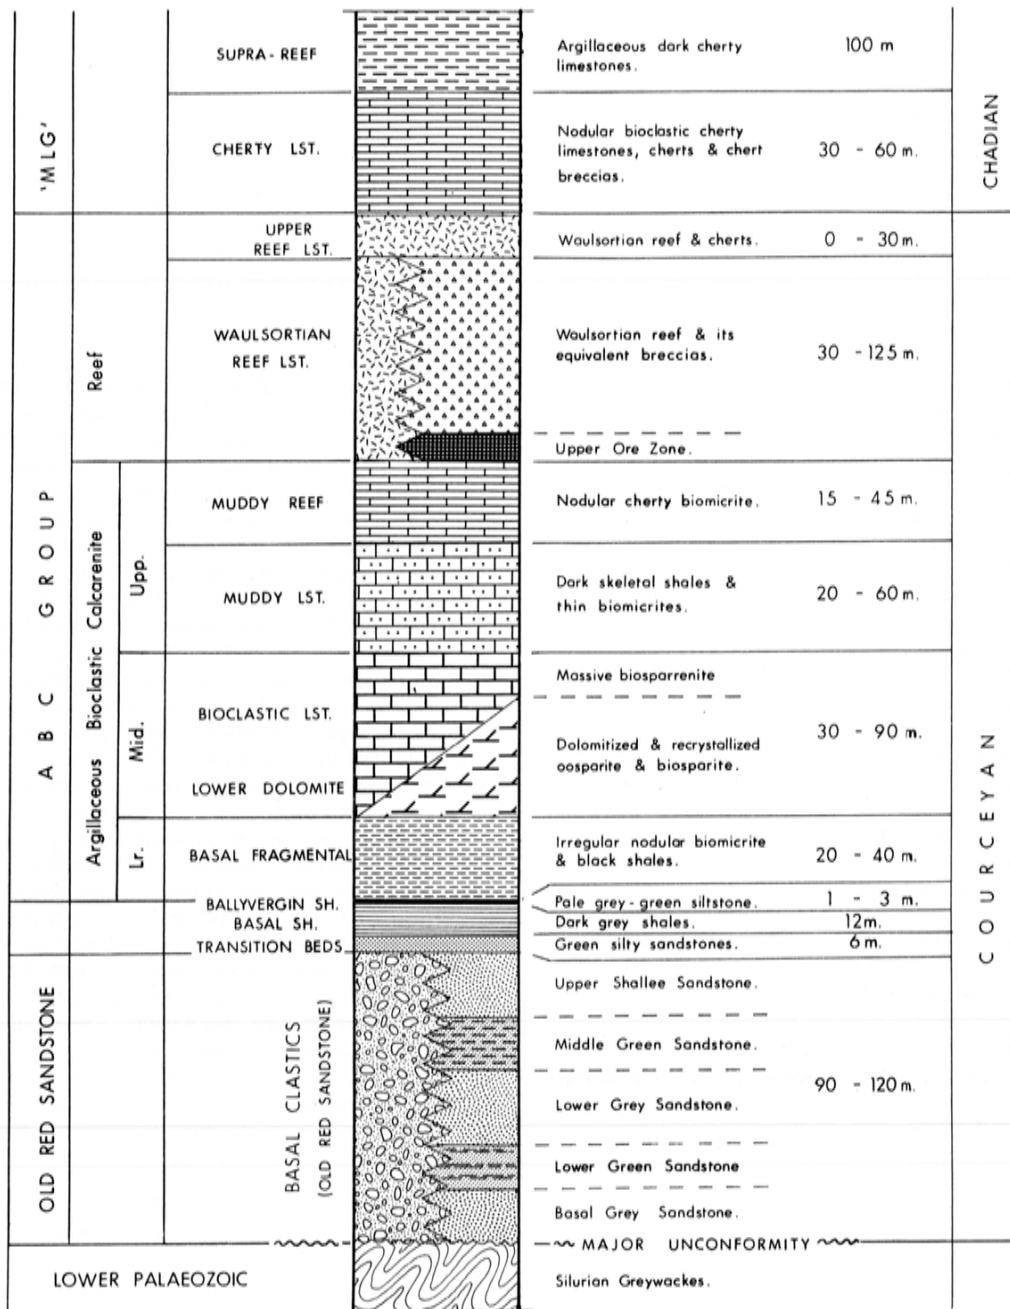 SUPRA - REEF
Argillaceous dark cherty
limestones.
100 m
'MLG'
CHERTY LST.
Nodular bioclastic cherty
limestones, cherts & chert
breccias.
30 - 60 m.
CHADIAN
UPPER
REEF LST.
Waulsortian reef & cherts.
0 - 30 m.
Reef
WAULSORTIAN
REEF LST.
Waulsortian reef & its
equivalent breccias.
30 - 125 m.
Upper Ore Zone.
ABC GROUP
Argillaceous Bioclastic Calcarenite
Upp.
MUDDY REEF
Nodular cherty biomicrite.
15 - 45 m.
MUDDY LST.
Dark skeletal shales &
thin biomicrites.
20 - 60 m.
Mid.
BIOCLASTIC LST.
Massive biosparrenite
30 - 90 m.
LOWER DOLOMITE
Dolomitized & recrystallized
oosparite & biosparite.
COURCEYAN
Lr.
BASAL FRAGMENTAL
Irregular nodular biomicrite
& black shales.
20 - 40 m.
BALLYVERGIN SH.
Pale grey - green siltstone.
1 - 3 m.
BASAL SH.
Dark grey shales.
12m.
TRANSITION BEDS
Green silty sandstones.
6 m.
OLD RED SANDSTONE
BASAL CLASTICS
(OLD RED SANDSTONE)
Upper Shallee Sandstone.
Middle Green Sandstone.
90 - 120 m.
Lower Grey Sandstone.
Lower Green Sandstone
Basal Grey Sandstone.
MAJOR UNCONFORMITY
LOWER PALAEOZOIC
Silurian Greywackes.